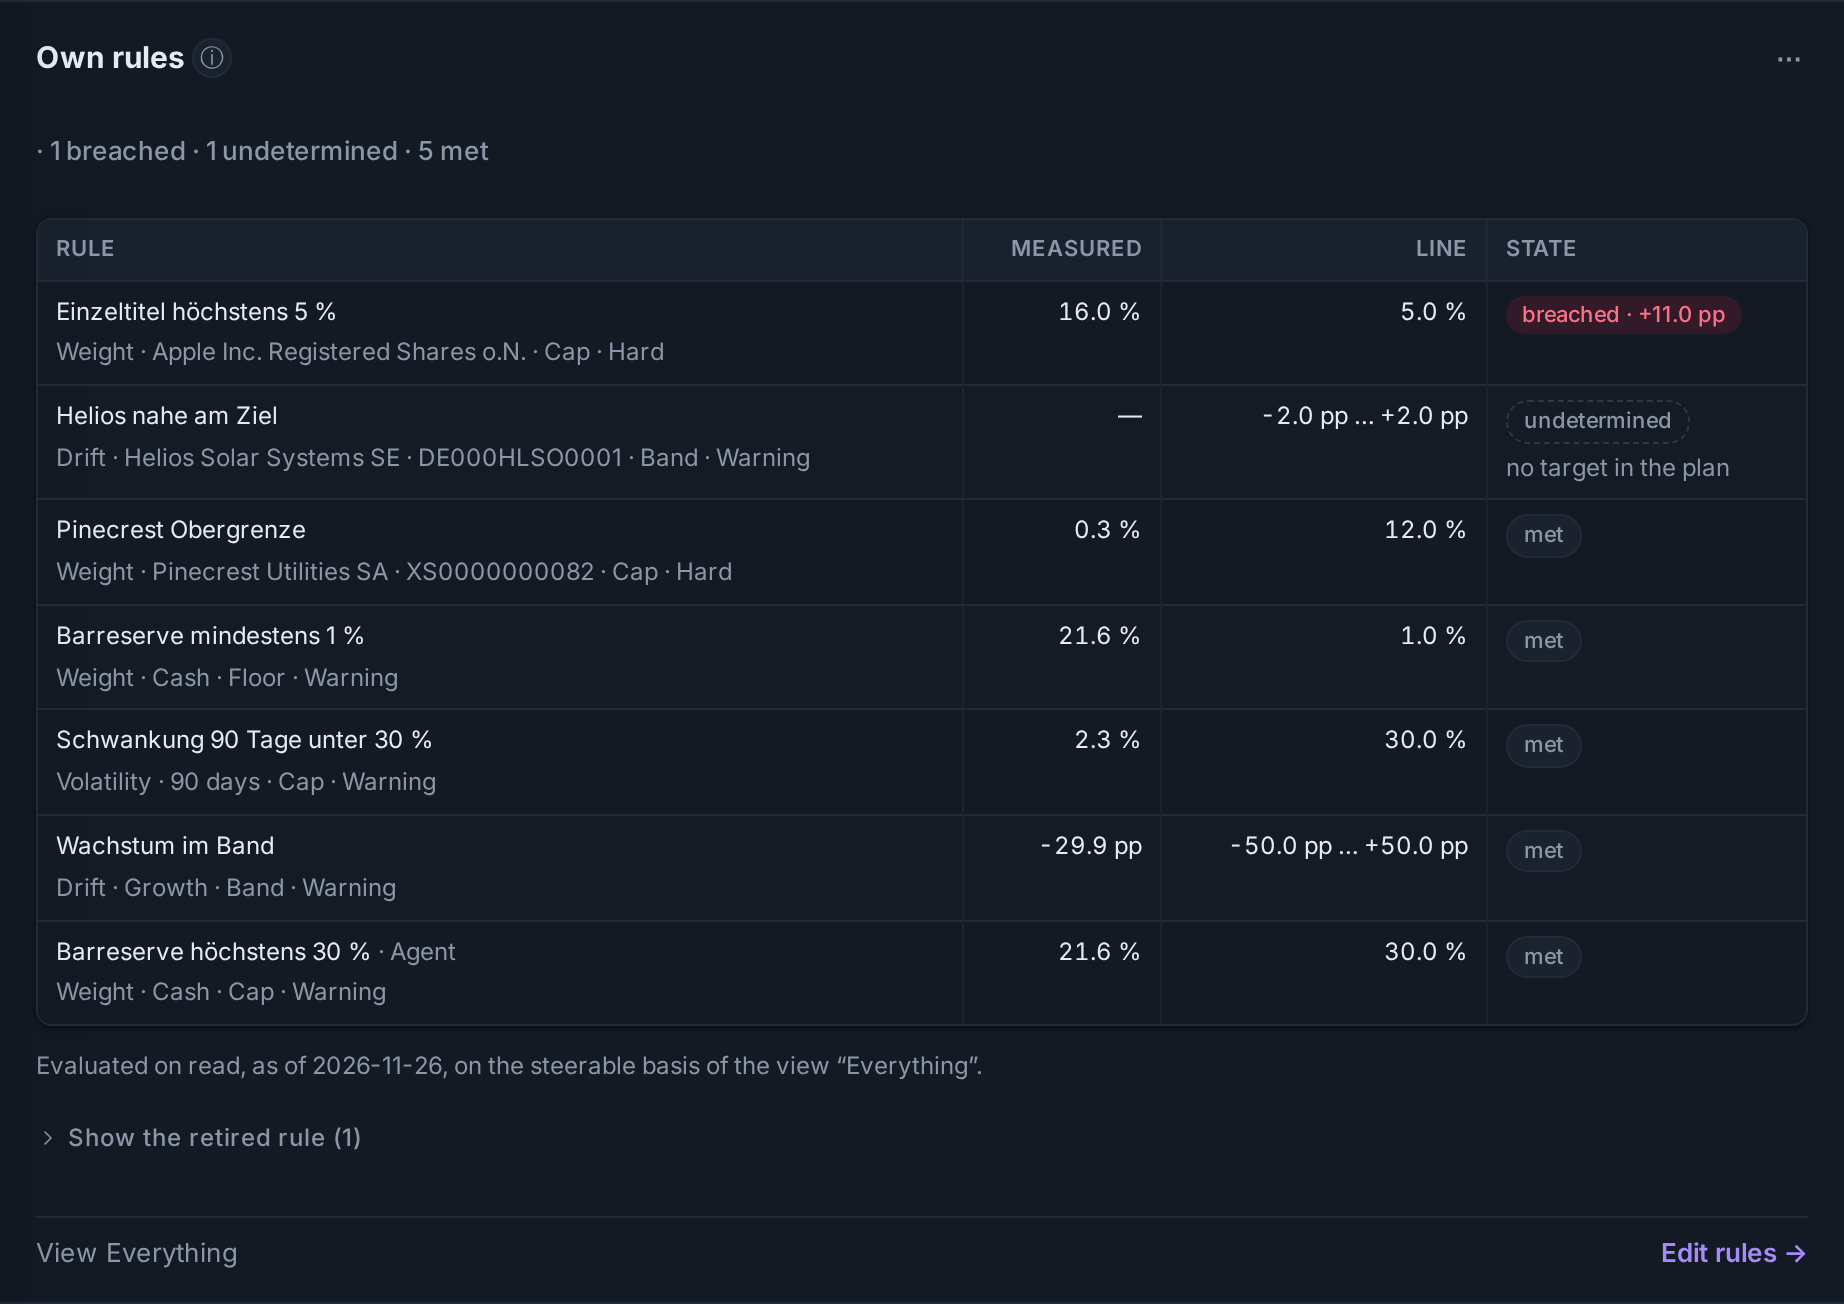 Own rules ⓘ
...
· 1 breached · 1 undetermined · 5 met
RULE MEASURED LINE STATE
Einzeltitel höchstens 5 % 16.0 % 5.0 % breached · +11.0 pp
Weight · Apple Inc. Registered Shares o.N. · Cap · Hard
Helios nahe am Ziel — -2.0 pp ... +2.0 pp undetermined
Drift · Helios Solar Systems SE · DE000HLSO0001 · Band · Warning no target in the plan
Pinecrest Obergrenze 0.3 % 12.0 % met
Weight · Pinecrest Utilities SA · XS0000000082 · Cap · Hard
Barreserve mindestens 1 % 21.6 % 1.0 % met
Weight · Cash · Floor · Warning
Schwankung 90 Tage unter 30 % 2.3 % 30.0 % met
Volatility · 90 days · Cap · Warning
Wachstum im Band -29.9 pp -50.0 pp ... +50.0 pp met
Drift · Growth · Band · Warning
Barreserve höchstens 30 % · Agent 21.6 % 30.0 % met
Weight · Cash · Cap · Warning
Evaluated on read, as of 2026-11-26, on the steerable basis of the view “Everything”.
> Show the retired rule (1)
View Everything Edit rules →